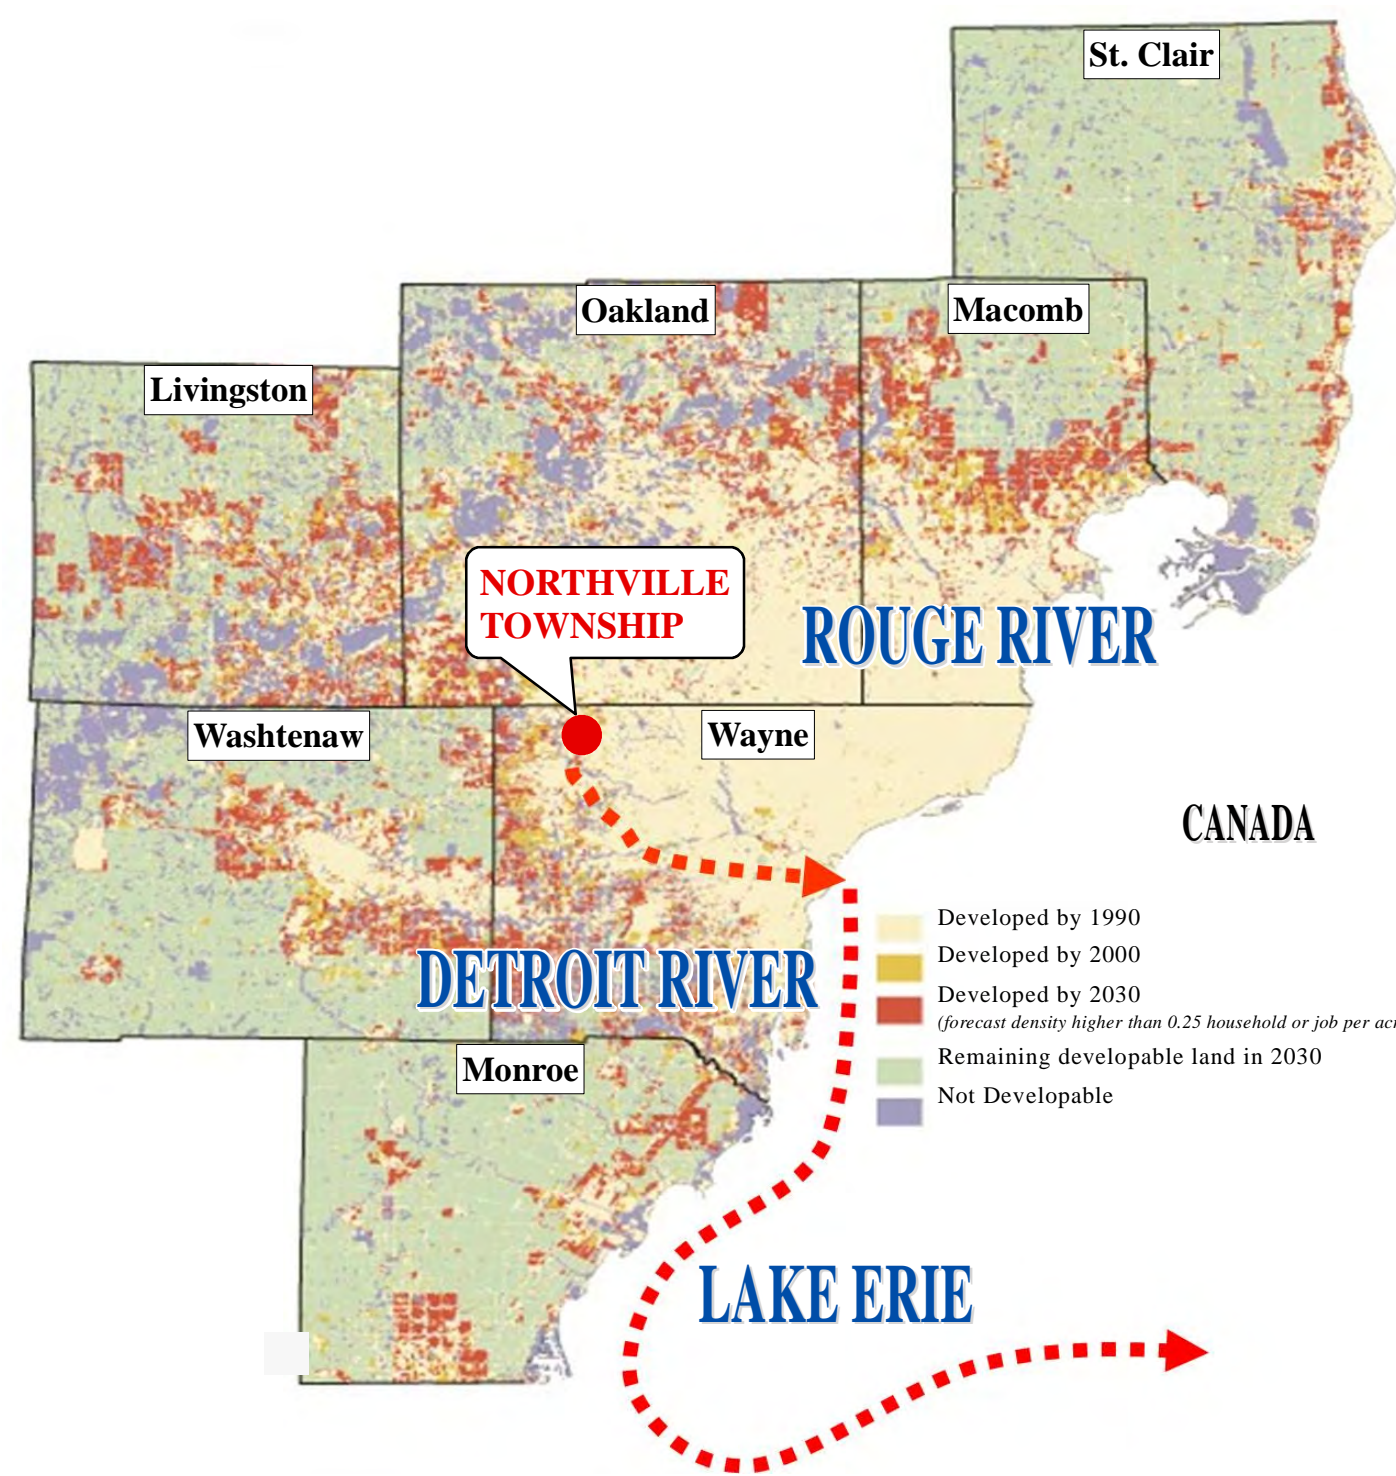 St. Clair
Oakland
Macomb
Livingston
NORTHVILLE
TOWNSHIP
ROUGE RIVER
Washtenaw
Wayne
CANADA
Developed by 1990
Developed by 2000
DETROIT RIVER
Developed by 2030
(forecast density higher than 0.25 household or job per acr
Remaining developable land in 2030
Monroe
Not Developable
LAKE ERIE